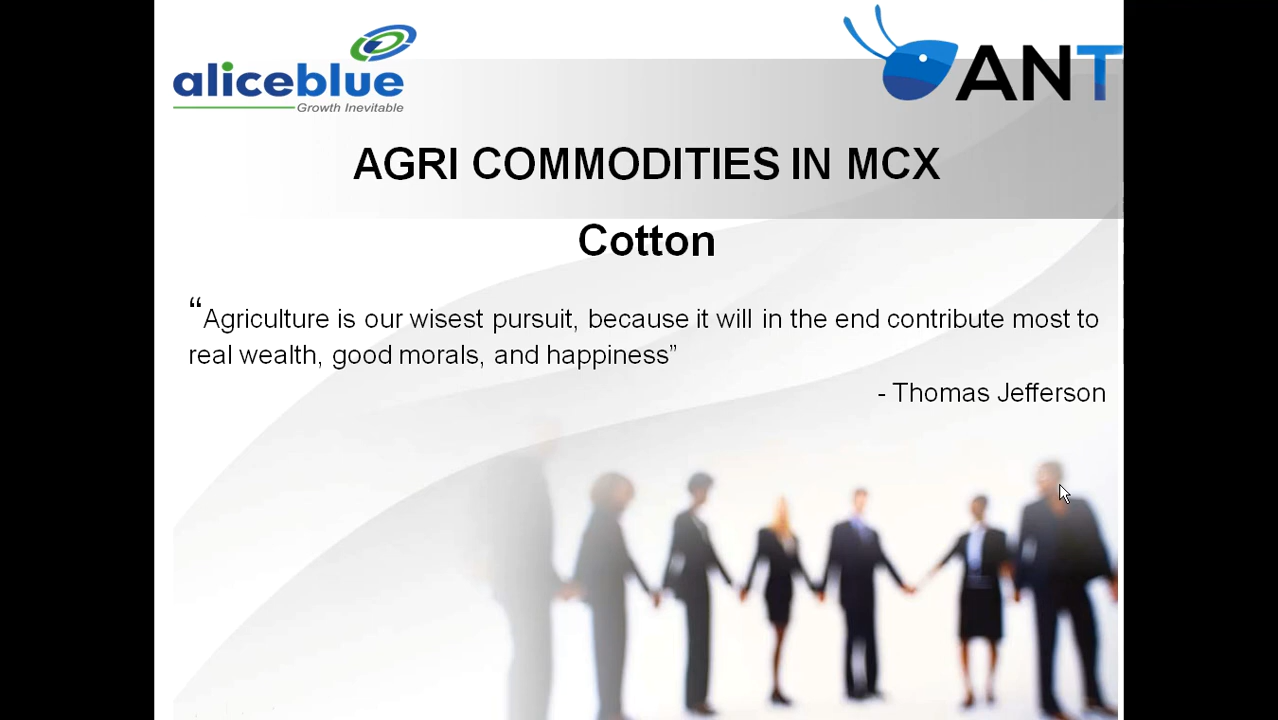 aliceblue
Growth Inevitable
ANT
AGRI COMMODITIES IN MCX
Cotton
“Agriculture is our wisest pursuit, because it will in the end contribute most to
real wealth, good morals, and happiness”
- Thomas Jefferson